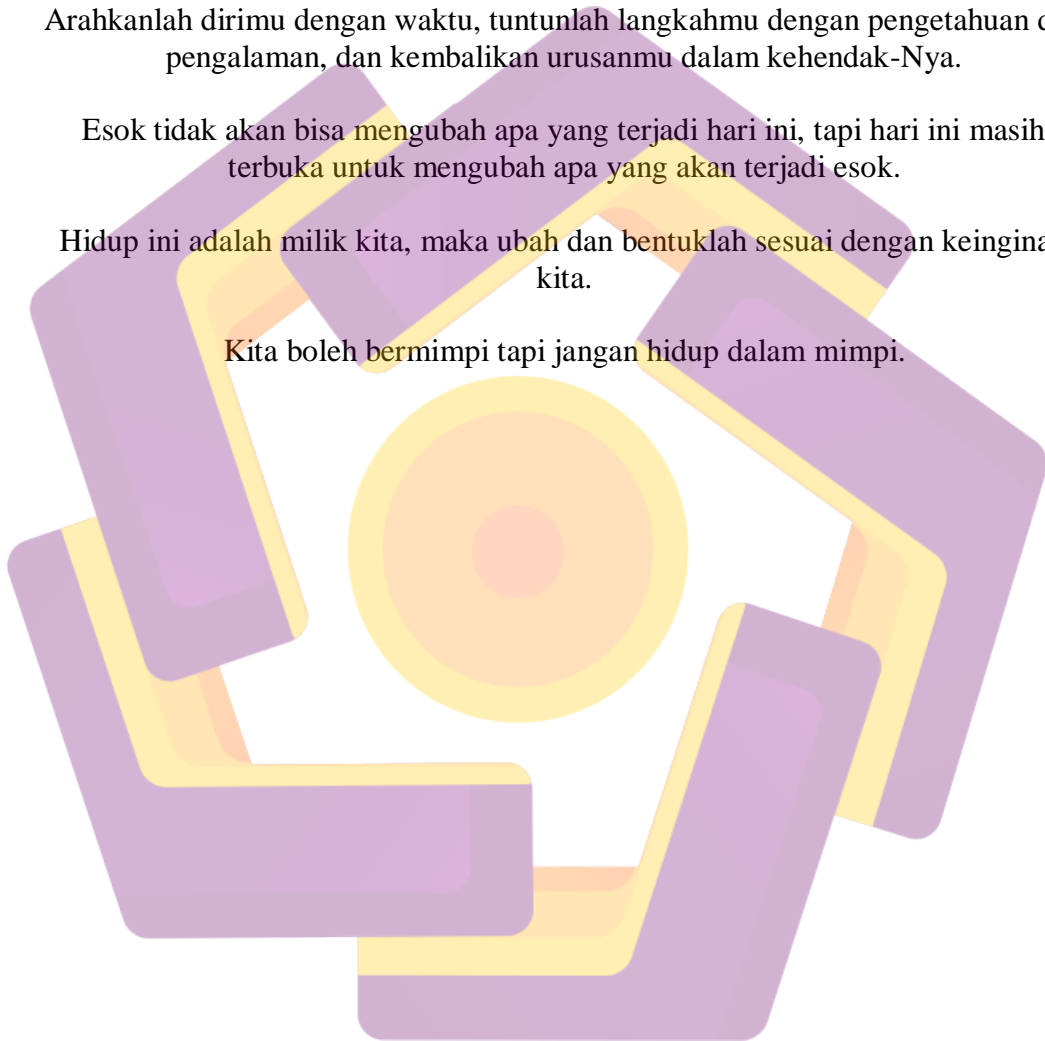 Arahkanlah dirimu dengan waktu, tuntunlah langkahmu dengan pengetahuan
pengalaman, dan kembalikan urusanmu dalam kehendak-Nya.
Esok tidak akan bisa mengubah apa yang terjadi hari ini, tapi hari ini masih
terbuka untuk mengubah apa yang akan terjadi esok.
Hidup ini adalah milik kita, maka ubah dan bentuklah sesuai dengan keingina
kita.
Kita boleh bermimpi tapi jangan hidup dalam mimpi.